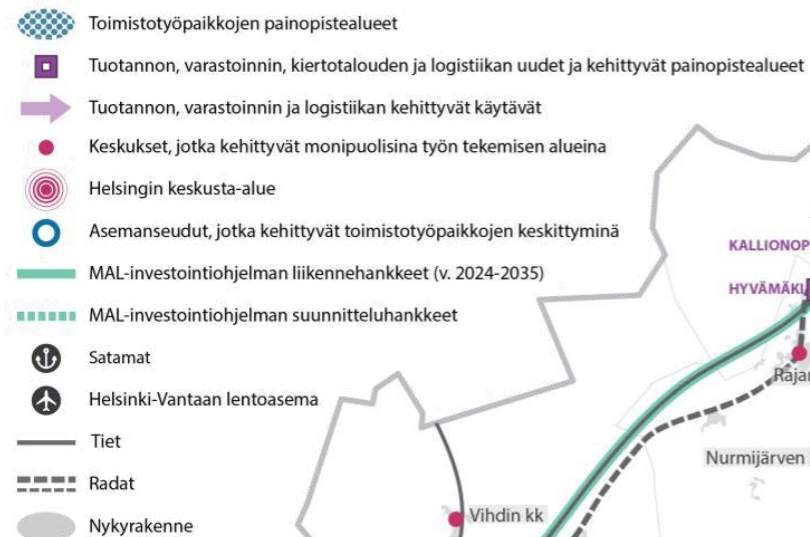 Toimistotyöpaikkojen painopistealueet
Tuotannon, varastoinnin, kiertotalouden ja logistiikan uudet ja kehittyvät painopistealueet
Tuotannon, varastoinnin ja logistiikan kehittyvät käytävät
Keskukset, jotka kehittyvät monipuolisina työn tekemisen alueina
Helsingin keskusta-alue
Asemanseudut, jotka kehittyvät toimistotyöpaikkojen keskittyminä
KALLIONOP
MAL-investointiohjelman liikennehankkeet (v. 2024-2035)
HYVÄMÄKI
MAL-investointiohjelman suunnitteluhankkeet
Satamat
Rajam
Helsinki-Vantaan lentoasema
Tiet
Nurmijärven
Radat
Vihdin kk
Nykyrakenne